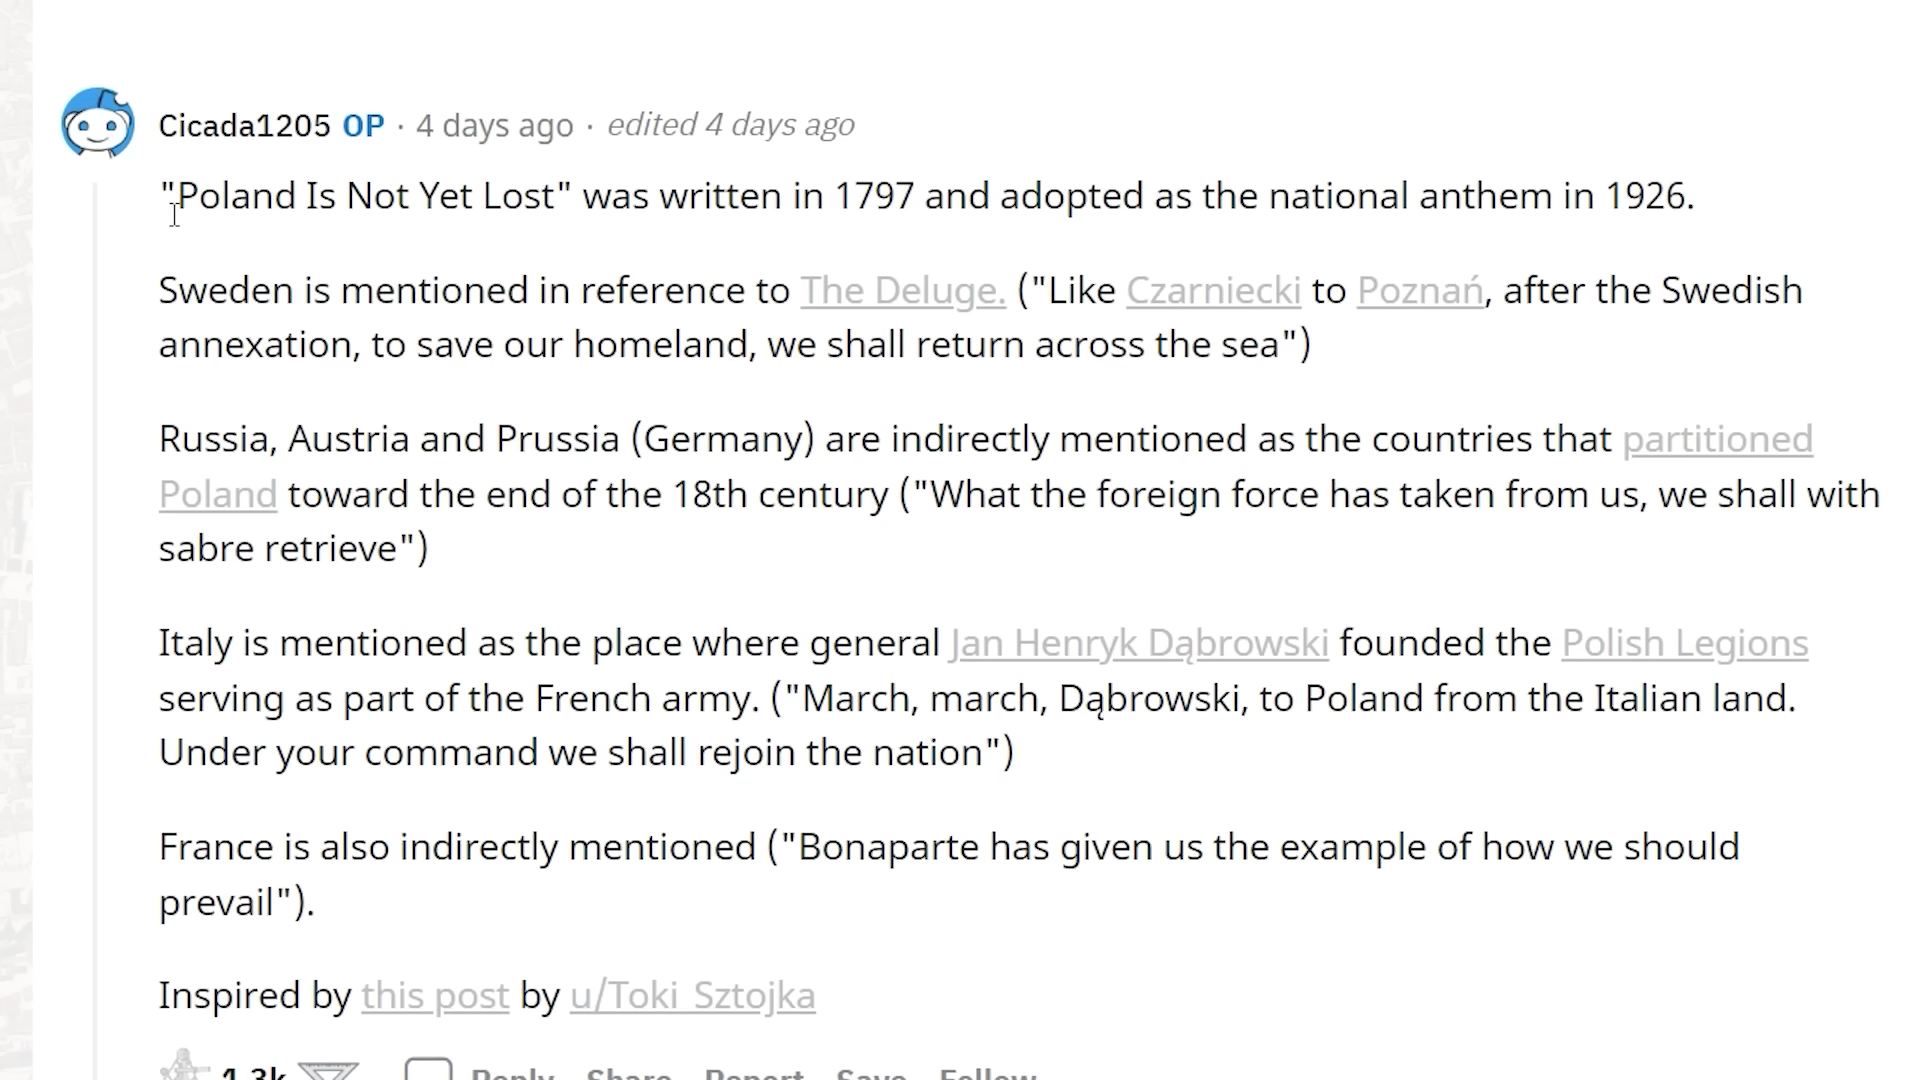 Cicada1205 OP · 4 days ago · edited 4 days ago
"Poland Is Not Yet Lost" was written in 1797 and adopted as the national anthem in 1926.
Sweden is mentioned in reference to The Deluge. ("Like Czarniecki to Poznań, after the Swedish
annexation, to save our homeland, we shall return across the sea")
Russia, Austria and Prussia (Germany) are indirectly mentioned as the countries that partitioned
Poland toward the end of the 18th century ("What the foreign force has taken from us, we shall with
sabre retrieve")
Italy is mentioned as the place where general Jan Henryk Dąbrowski founded the Polish Legions
serving as part of the French army. ("March, march, Dąbrowski, to Poland from the Italian land.
Under your command we shall rejoin the nation")
France is also indirectly mentioned ("Bonaparte has given us the example of how we should
prevail").
Inspired by this post by u/Toki_Sztojka
1.3k Reply Share Report Save Follow